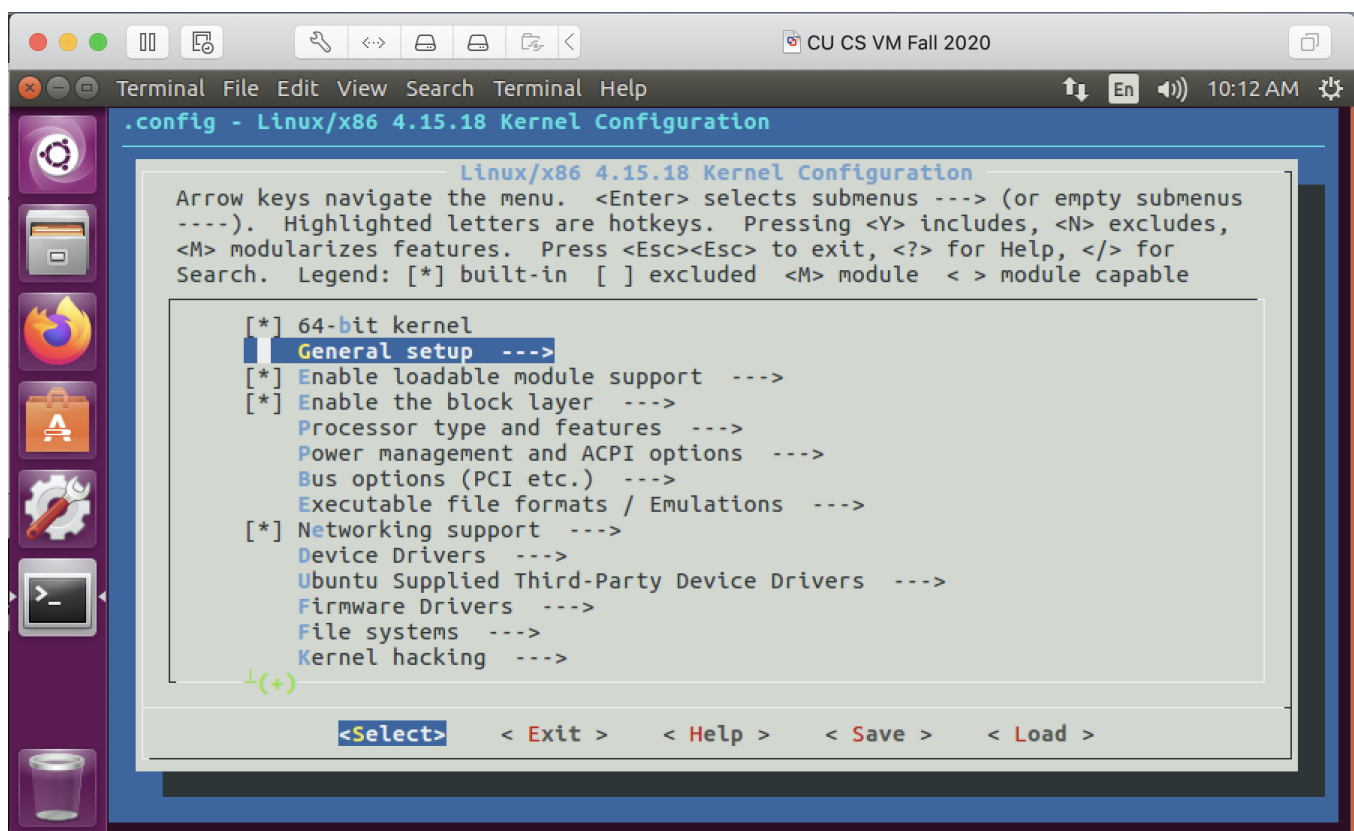 CU CS VM Fall 2020
Terminal File Edit View Search Terminal Help En 10:12 AM
.config - Linux/x86 4.15.18 Kernel Configuration
Linux/x86 4.15.18 Kernel Configuration
Arrow keys navigate the menu.  <Enter> selects submenus ---> (or empty submenus
----).  Highlighted letters are hotkeys.  Pressing <Y> includes, <N> excludes,
<M> modularizes features.  Press <Esc><Esc> to exit, <?> for Help, </> for
Search.  Legend: [*] built-in  [ ] excluded  <M> module  < > module capable
[*] 64-bit kernel
General setup  --->
[*] Enable loadable module support  --->
[*] Enable the block layer  --->
Processor type and features  --->
Power management and ACPI options  --->
Bus options (PCI etc.)  --->
Executable file formats / Emulations  --->
[*] Networking support  --->
Device Drivers  --->
Ubuntu Supplied Third-Party Device Drivers  --->
Firmware Drivers  --->
File systems  --->
Kernel hacking  --->
┴(+)
<Select>    < Exit >    < Help >    < Save >    < Load >